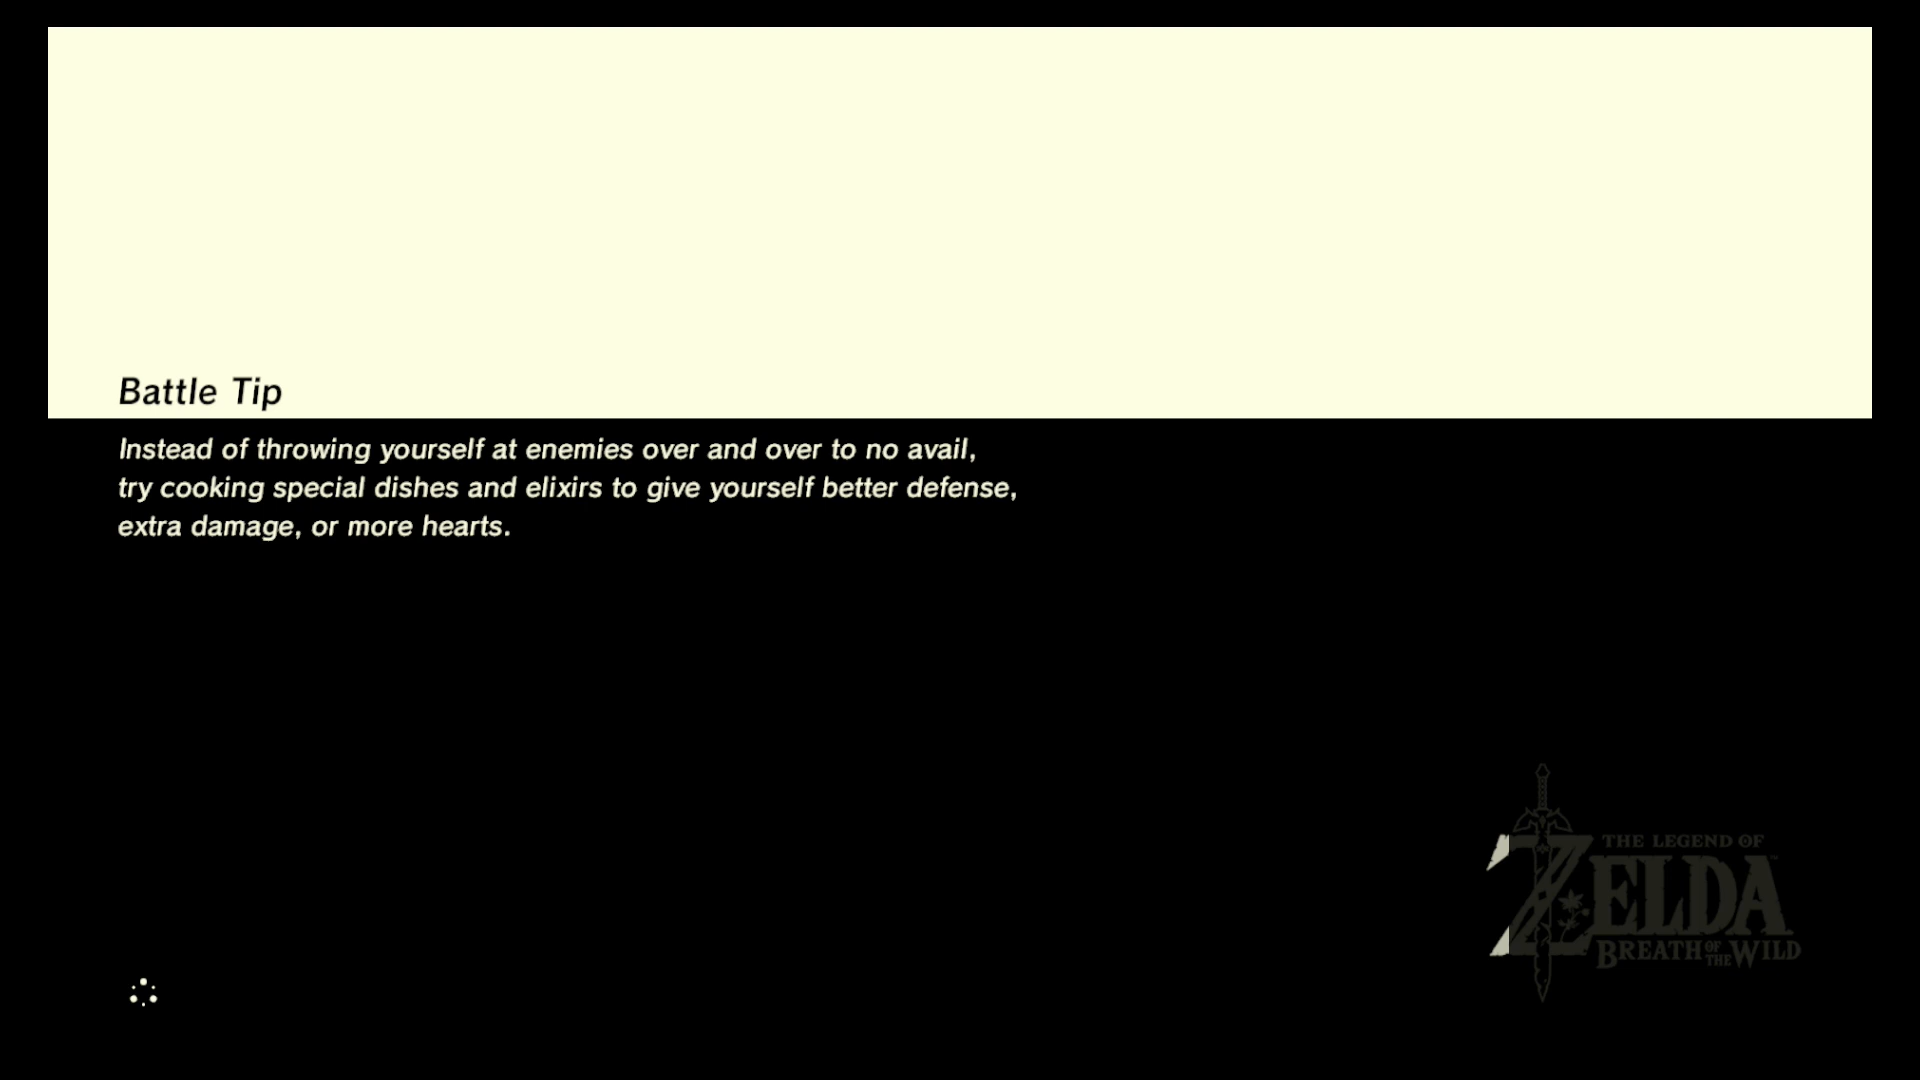 Battle Tip
Instead of throwing yourself at enemies over and over to no avail,
try cooking special dishes and elixirs to give yourself better defense,
extra damage, or more hearts.
THE LEGEND OF
ZELDA
BREATH OF THE WILD